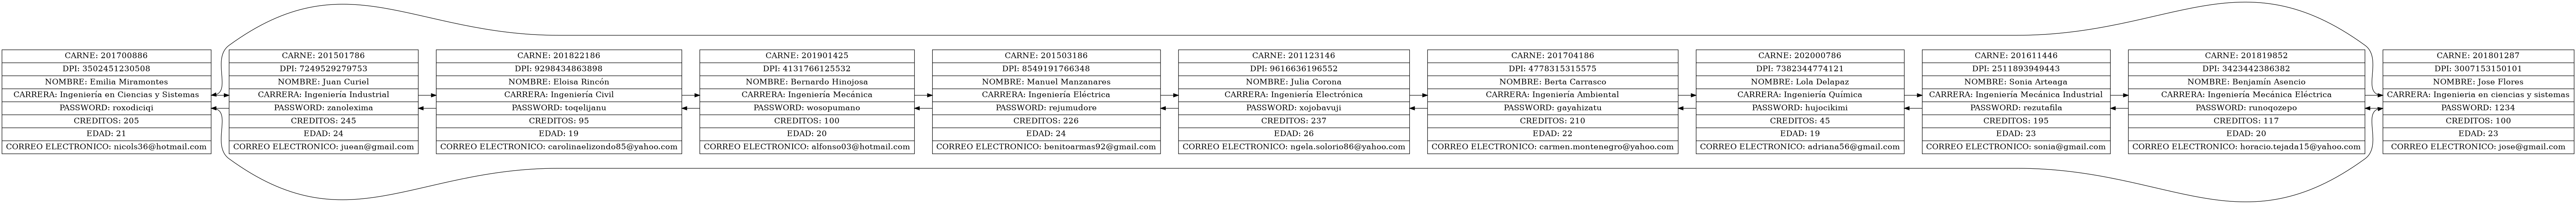 CARNE: 201700886
DPI: 3502451230508
NOMBRE: Emilia Miramontes
CARRERA: Ingeniería en Ciencias y Sistemas
PASSWORD: roxodiciqi
CREDITOS: 205
EDAD: 21
CORREO ELECTRONICO: nicols36@hotmail.com
CARNE: 201501786
DPI: 7249529279753
NOMBRE: Juan Curiel
CARRERA: Ingeniería Industrial
PASSWORD: zanolexima
CREDITOS: 245
EDAD: 24
CORREO ELECTRONICO: juean@gmail.com
CARNE: 201822186
DPI: 9298434863898
NOMBRE: Eloisa Rincón
CARRERA: Ingeniería Civil
PASSWORD: toqelijanu
CREDITOS: 95
EDAD: 19
CORREO ELECTRONICO: carolinaelizondo85@yahoo.com
CARNE: 201901425
DPI: 4131766125532
NOMBRE: Bernardo Hinojosa
CARRERA: Ingeniería Mecánica
PASSWORD: wosopumano
CREDITOS: 100
EDAD: 20
CORREO ELECTRONICO: alfonso03@hotmail.com
CARNE: 201503186
DPI: 8549191766348
NOMBRE: Manuel Manzanares
CARRERA: Ingeniería Eléctrica
PASSWORD: rejumudore
CREDITOS: 226
EDAD: 24
CORREO ELECTRONICO: benitoarmas92@gmail.com
CARNE: 201123146
DPI: 9616636196552
NOMBRE: Julia Corona
CARRERA: Ingeniería Electrónica
PASSWORD: xojobavuji
CREDITOS: 237
EDAD: 26
CORREO ELECTRONICO: ngela.solorio86@yahoo.com
CARNE: 201704186
DPI: 4778315315575
NOMBRE: Berta Carrasco
CARRERA: Ingeniería Ambiental
PASSWORD: gayahizatu
CREDITOS: 210
EDAD: 22
CORREO ELECTRONICO: carmen.montenegro@yahoo.com
CARNE: 202000786
DPI: 7382344774121
NOMBRE: Lola Delapaz
CARRERA: Ingeniería Química
PASSWORD: hujocikimi
CREDITOS: 45
EDAD: 19
CORREO ELECTRONICO: adriana56@gmail.com
CARNE: 201611446
DPI: 2511893949443
NOMBRE: Sonia Arteaga
CARRERA: Ingeniería Mecánica Industrial
PASSWORD: rezutafila
CREDITOS: 195
EDAD: 23
CORREO ELECTRONICO: sonia@gmail.com
CARNE: 201819852
DPI: 3423442386382
NOMBRE: Benjamín Asencio
CARRERA: Ingeniería Mecánica Eléctrica
PASSWORD: runoqozepo
CREDITOS: 117
EDAD: 20
CORREO ELECTRONICO: horacio.tejada15@yahoo.com
CARNE: 201801287
DPI: 3007153150101
NOMBRE: Jose Flores
CARRERA: Ingenieria en ciencias y sistemas
PASSWORD: 1234
CREDITOS: 100
EDAD: 23
CORREO ELECTRONICO: jose@gmail.com